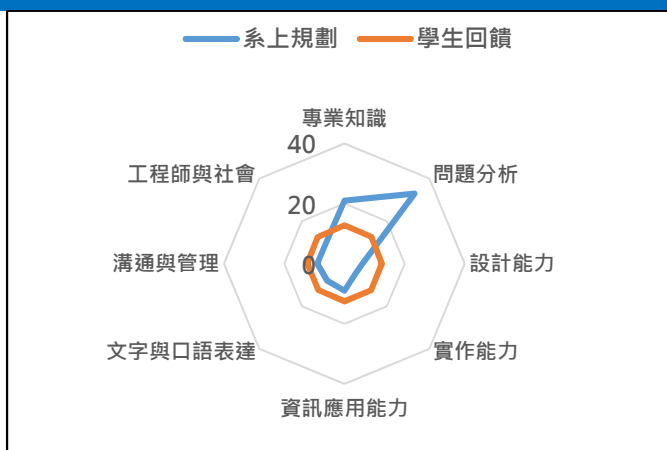 系上規劃 學生回饋
專業知識
40
工程師與社會 問題分析
20
溝通與管理 0 設計能力
文字與口語表達 實作能力
資訊應用能力